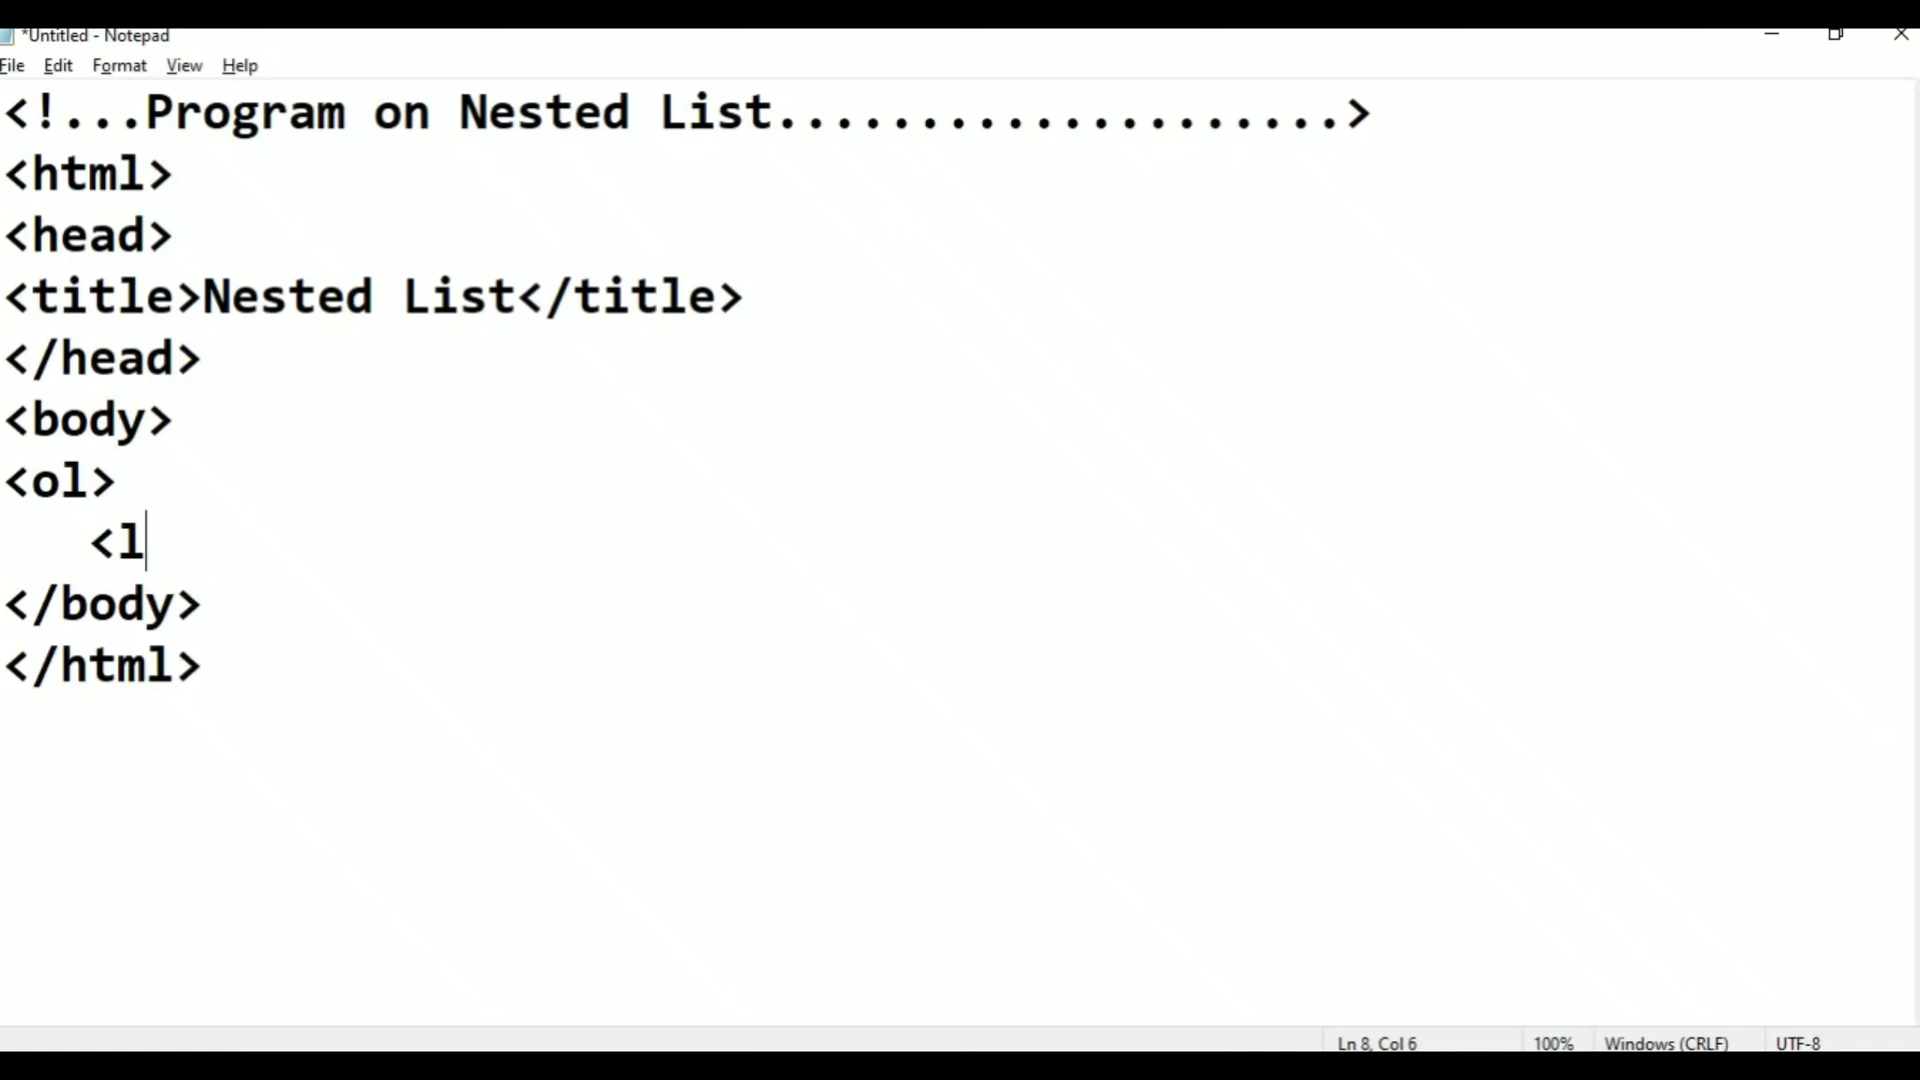 *Untitled - Notepad
File Edit Format View Help
<!...Program on Nested List....................>
<html>
<head>
<title>Nested List</title>
</head>
<body>
<ol>
   <l
</body>
</html>
Ln 8, Col 6 100% Windows (CRLF) UTF-8